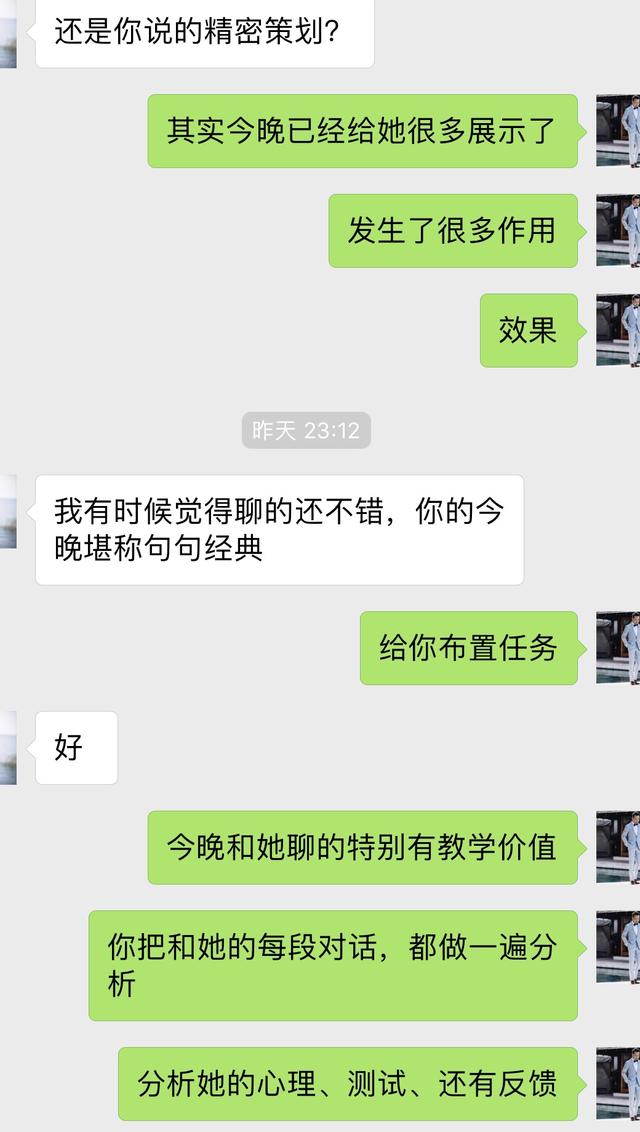 还是你说的精密策划？
其实今晚已经给她很多展示了
发生了很多作用
效果
昨天 23:12
我有时候觉得聊的还不错，你的今
晚堪称句句经典
给你布置任务
好
今晚和她聊的特别有教学价值
你把和她的每段对话，都做一遍分
析
分析她的心理、测试、还有反馈